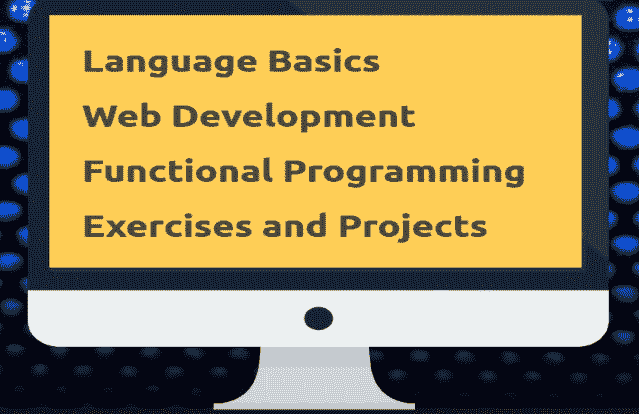 Language Basics
Web Development
Functional Programming
Exercises and Projects